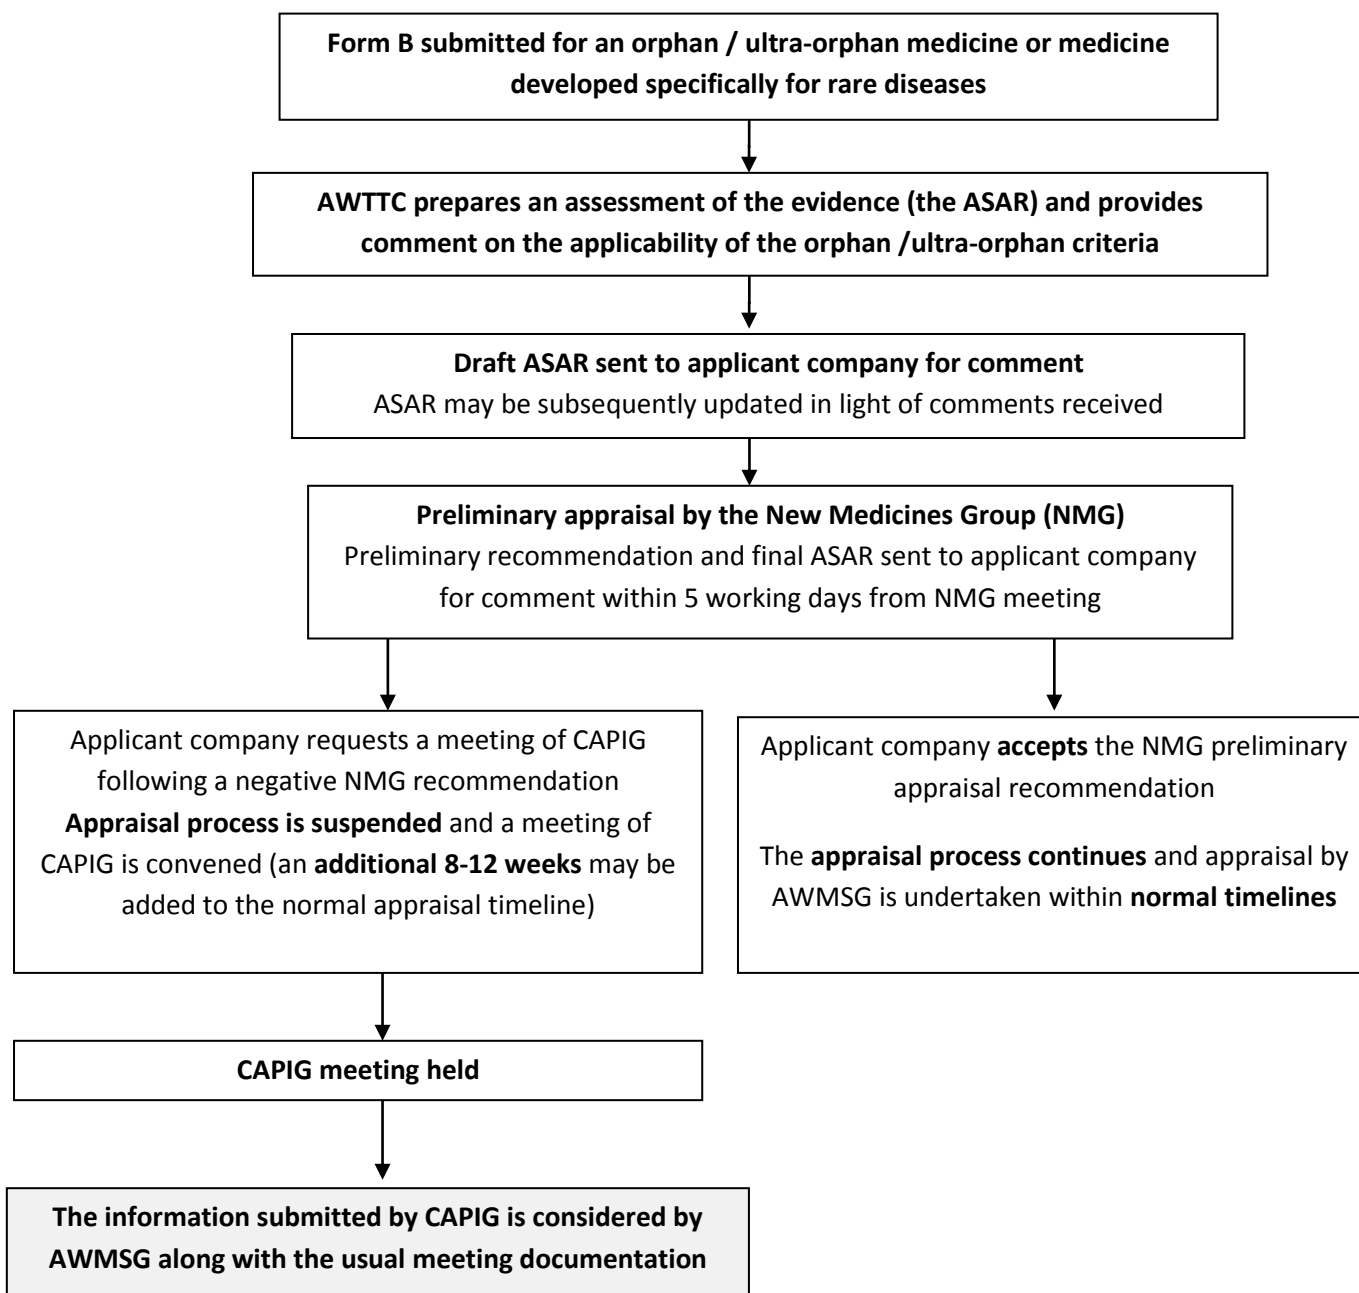 Form B submitted for an orphan / ultra-orphan medicine or medicine
developed specifically for rare diseases
AWTTC prepares an assessment of the evidence (the ASAR) and provides
comment on the applicability of the orphan /ultra-orphan criteria
Draft ASAR sent to applicant company for comment
ASAR may be subsequently updated in light of comments received
Preliminary appraisal by the New Medicines Group (NMG)
Preliminary recommendation and final ASAR sent to applicant company
for comment within 5 working days from NMG meeting
Applicant company requests a meeting of CAPIG
following a negative NMG recommendation
Appraisal process is suspended and a meeting of
CAPIG is convened (an additional 8-12 weeks may be
added to the normal appraisal timeline)
Applicant company accepts the NMG preliminary
appraisal recommendation
The appraisal process continues and appraisal by
AWMSG is undertaken within normal timelines
CAPIG meeting held
The information submitted by CAPIG is considered by
AWMSG along with the usual meeting documentation